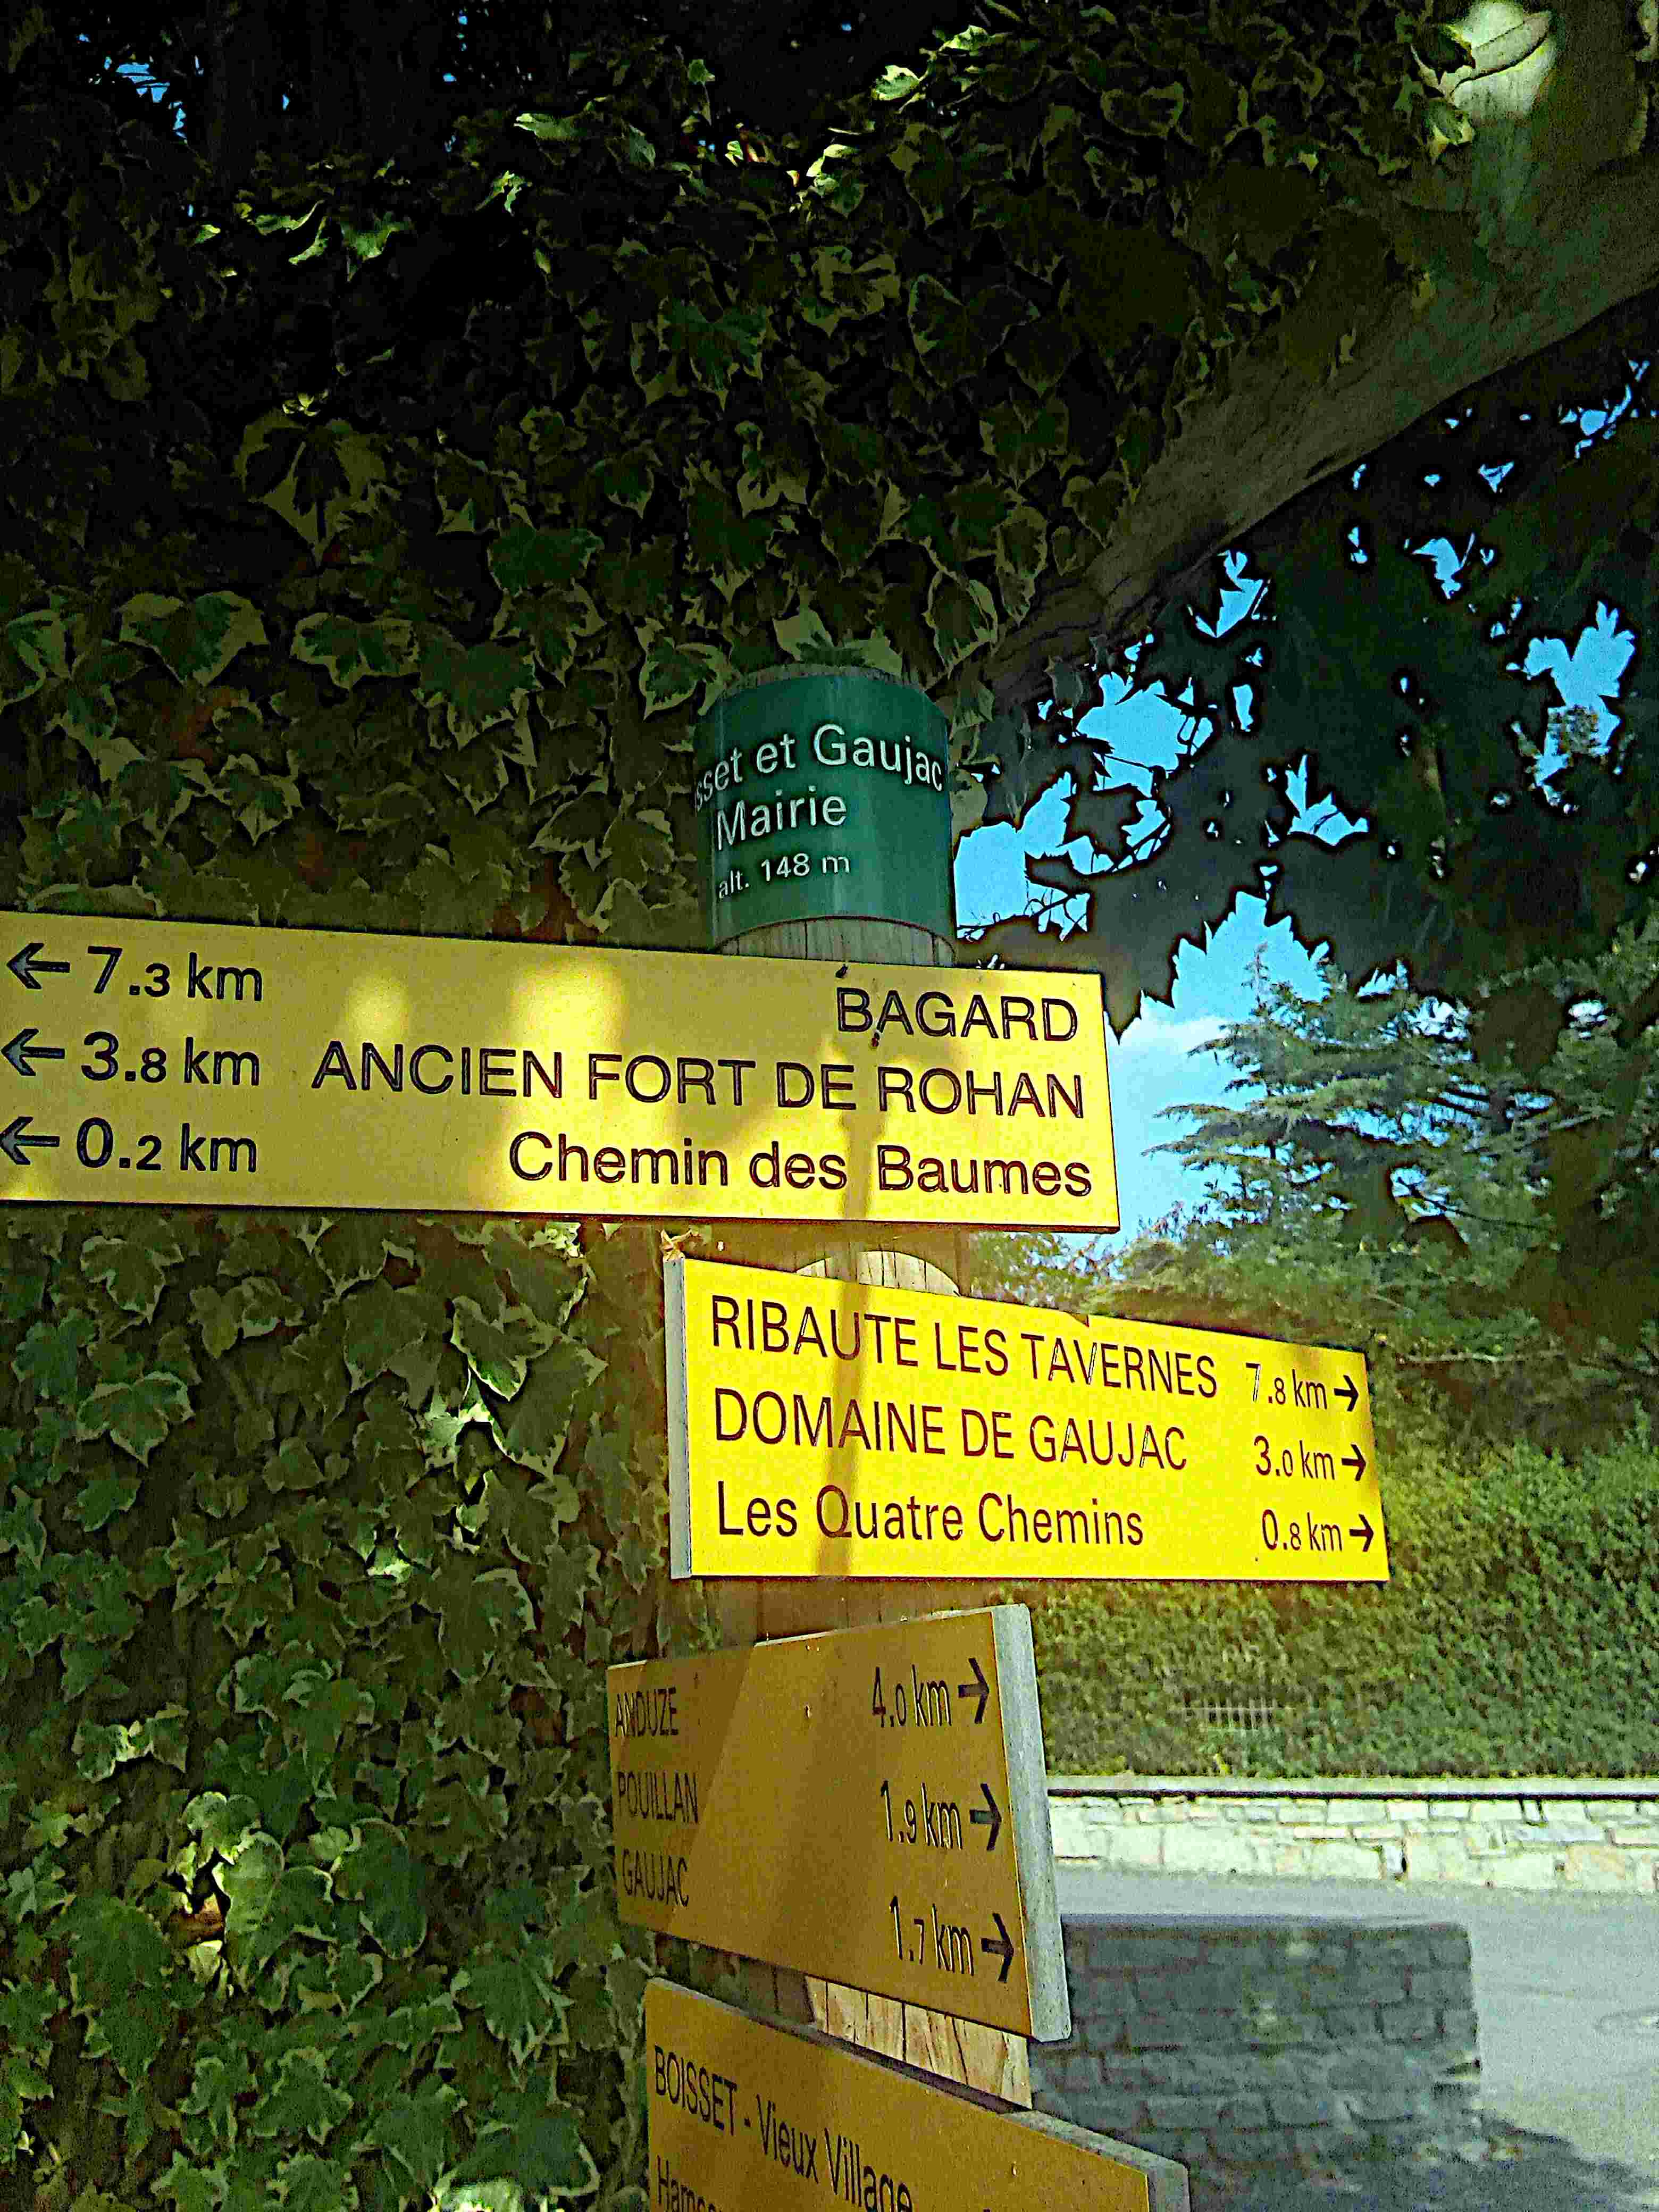 sset et Gaujac
Mairie
alt. 148 m
← 7.3 km BAGARD
← 3.8 km ANCIEN FORT DE ROHAN
← 0.2 km Chemin des Baumes
RIBAUTE LES TAVERNES 7.8 km →
DOMAINE DE GAUJAC 3.0 km →
Les Quatre Chemins 0.8 km →
ANDUZE 4.0 km →
POUILLAN 1.9 km →
GAUJAC 1.7 km →
BOISSET - Vieux Village